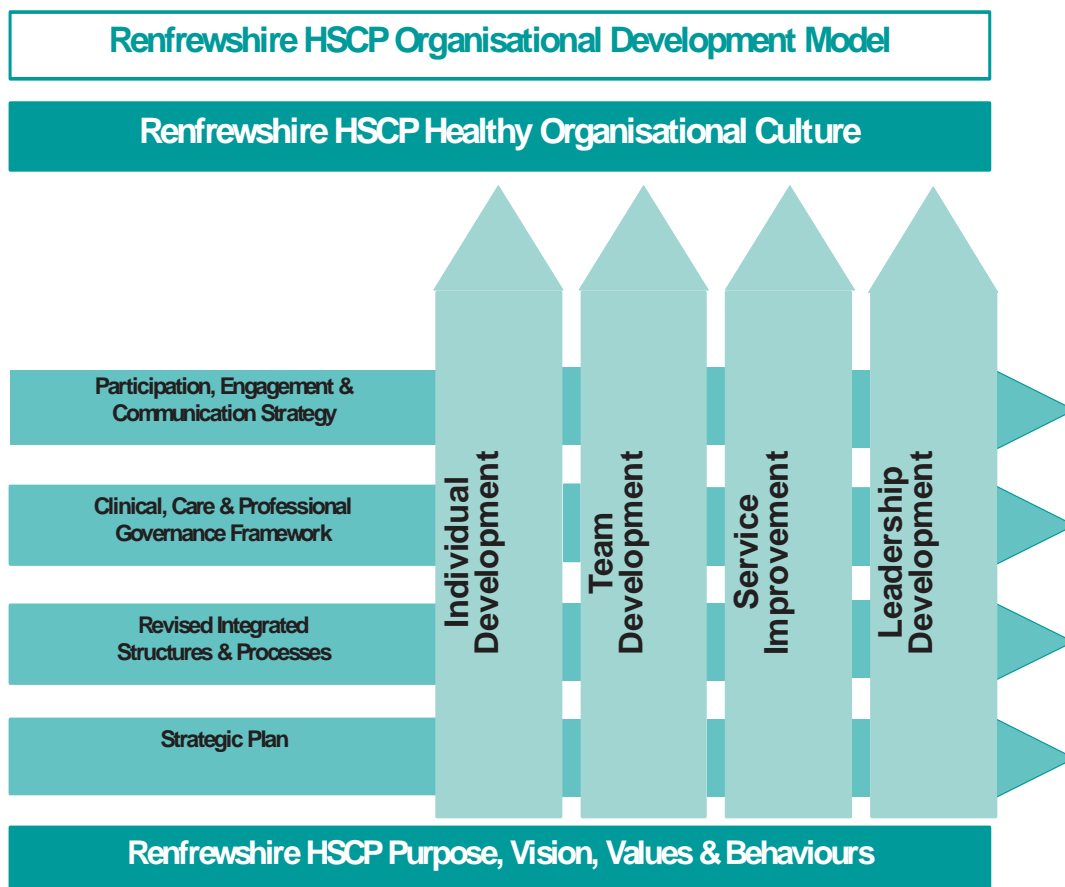 Renfrewshire HSCP Organisational Development Model
Renfrewshire HSCP Healthy Organisational Culture
Participation, Engagement &
Communication Strategy
Clinical, Care & Professional
Governance Framework
Revised Integrated
Structures & Processes
Strategic Plan
Individual
Development
Team
Development
Service
Improvement
Leadership
Development
Renfrewshire HSCP Purpose, Vision, Values & Behaviours